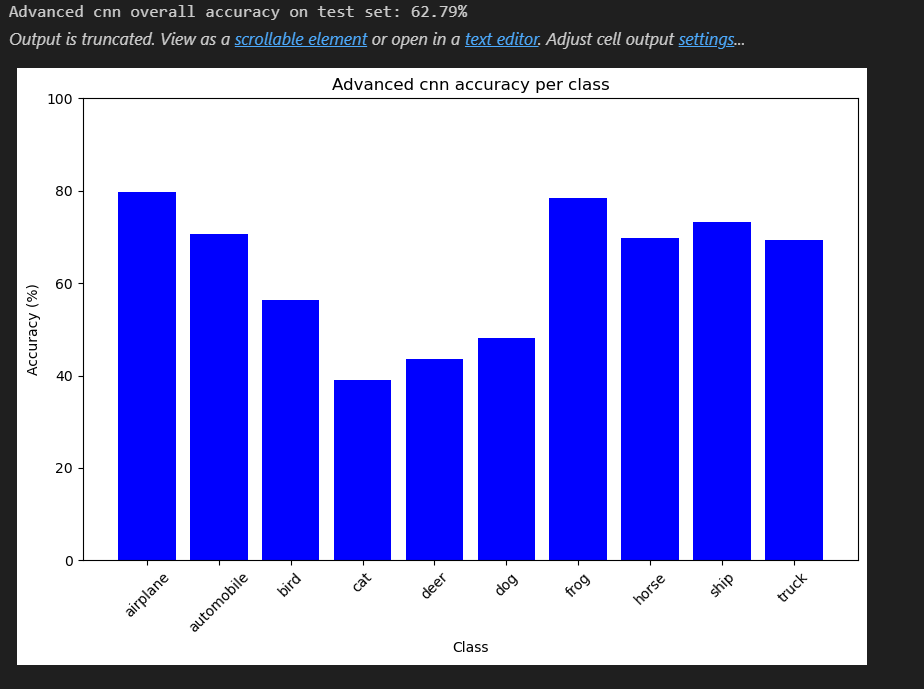 Advanced cnn overall accuracy on test set: 62.79%
Output is truncated. View as a scrollable element or open in a text editor. Adjust cell output settings...
Advanced cnn accuracy per class
100
80
60
40
20
0
Accuracy (%)
airplane
automobile
bird
cat
deer
dog
frog
horse
ship
truck
Class